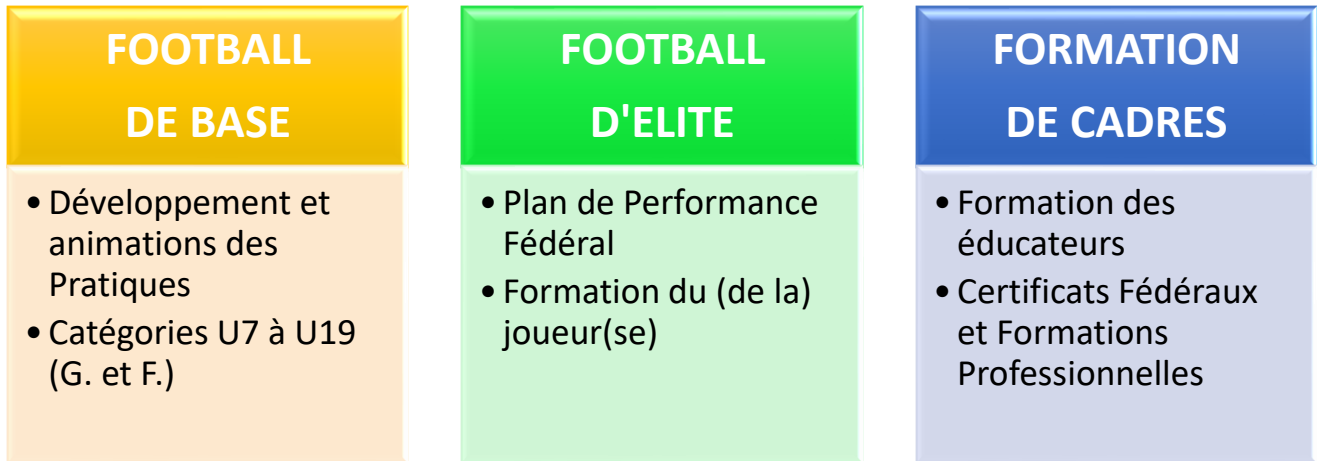 FOOTBALL
DE BASE
• Développement et
animations des
Pratiques
• Catégories U7 à U19
(G. et F.)
FOOTBALL
D'ELITE
• Plan de Performance
Fédéral
• Formation du (de la)
joueur(se)
FORMATION
DE CADRES
• Formation des
éducateurs
• Certificats Fédéraux
et Formations
Professionnelles